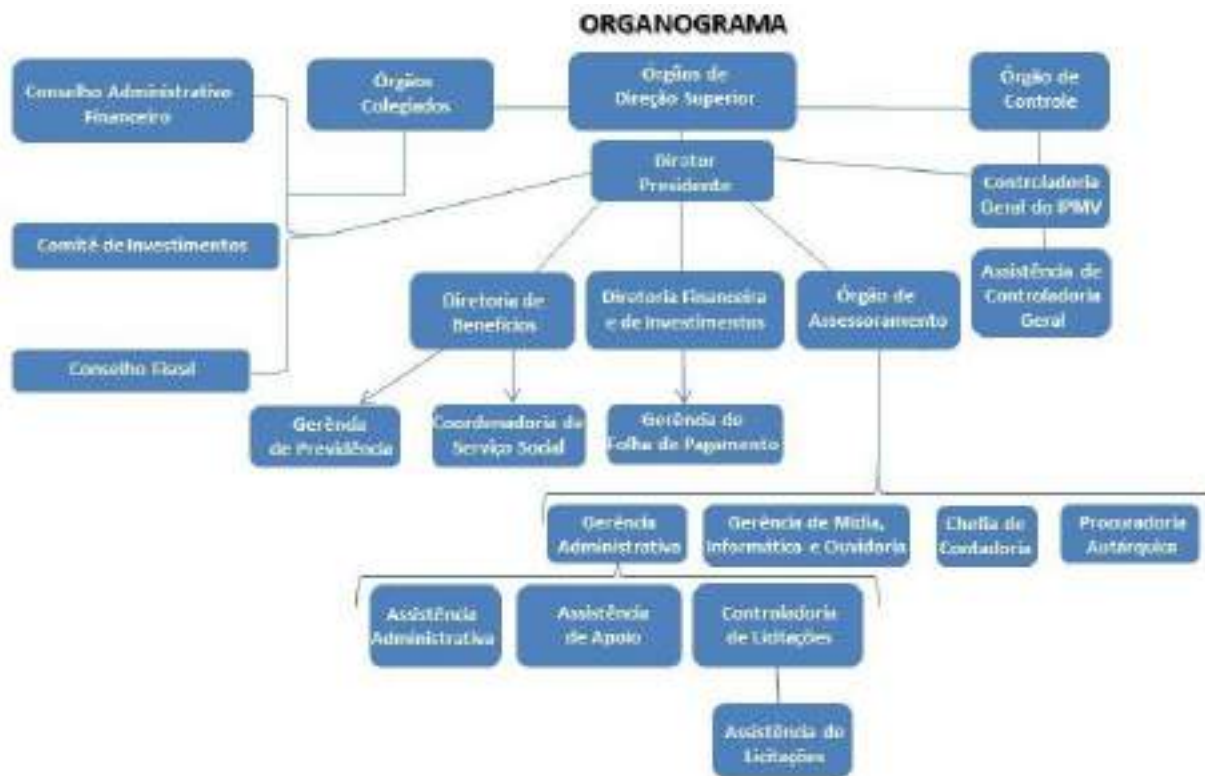 ORGANOGRAMA
Conselho Administrativo
Financeiro
Órgãos
Colegiados
Órgãos de
Direção Superior
Órgão de
Controle
Diretor
Presidente
Controladoria
Geral do IPMV
Comitê de Investimentos
Assistência de
Controladoria
Geral
Diretoria de
Benefícios
Diretoria Financeira
e de Investimentos
Órgão de
Assessoramento
Conselho Fiscal
Gerência
de Previdência
Coordenadoria de
Serviço Social
Gerência de
Folha de Pagamento
Gerência
Administrativa
Gerência de Mídia,
Informática e Ouvidoria
Chefia de
Contadoria
Procuradoria
Autárquica
Assistência
Administrativa
Assistência
de Apoio
Controladoria
de Licitações
Assistência de
Licitações